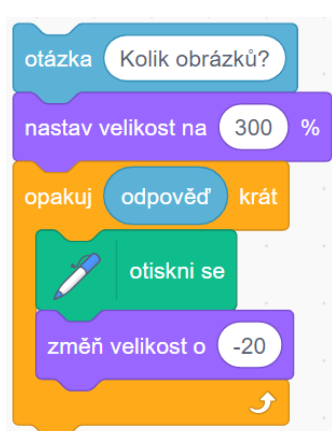 otázka Kolik obrázků?
nastav velikost na 300 %
opakuj odpověď krát
otiskni se
změň velikost o -20